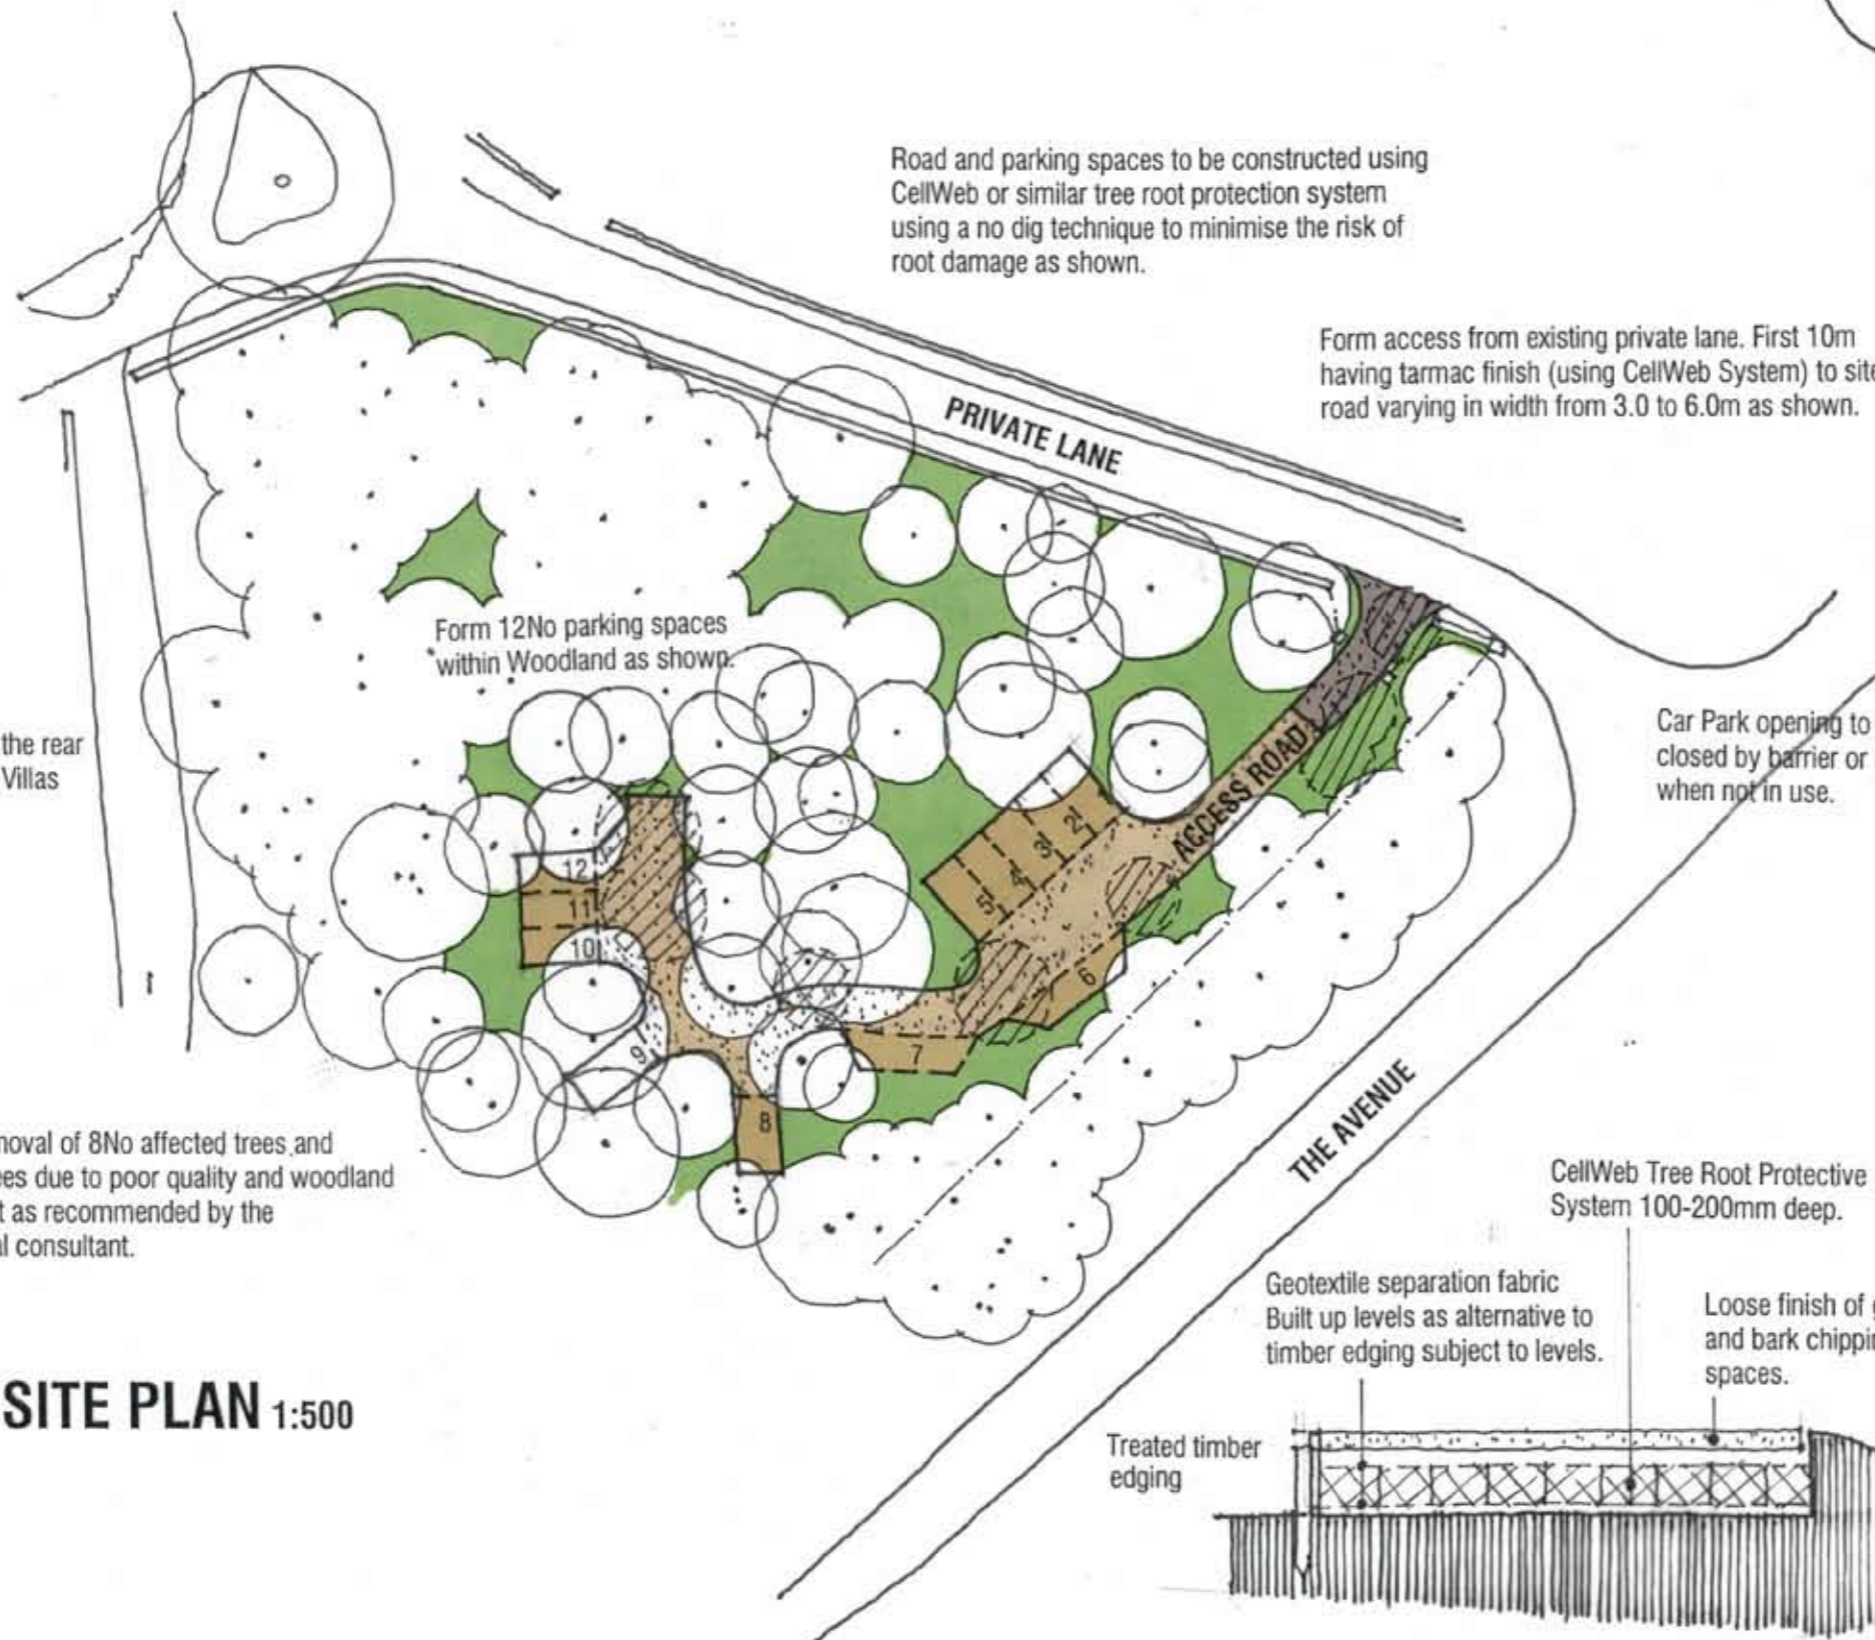 Road and parking spaces to be constructed using
CellWeb or similar tree root protection system
using a no dig technique to minimise the risk of
root damage as shown.
Form access from existing private lane. First 10m
having tarmac finish (using CellWeb System) to site
road varying in width from 3.0 to 6.0m as shown.
PRIVATE LANE
Form 12No parking spaces
within Woodland as shown.
the rear
Villas
Car Park opening to
closed by barrier or
when not in use.
ACCESS ROAD
2
3
4
5
6
7
8
9
10
11
12
THE AVENUE
moval of 8No affected trees and
ees due to poor quality and woodland
t as recommended by the
al consultant.
CellWeb Tree Root Protective
System 100-200mm deep.
Geotextile separation fabric
Built up levels as alternative to
timber edging subject to levels.
Loose finish of
and bark chippin
spaces.
Treated timber
edging
SITE PLAN 1:500